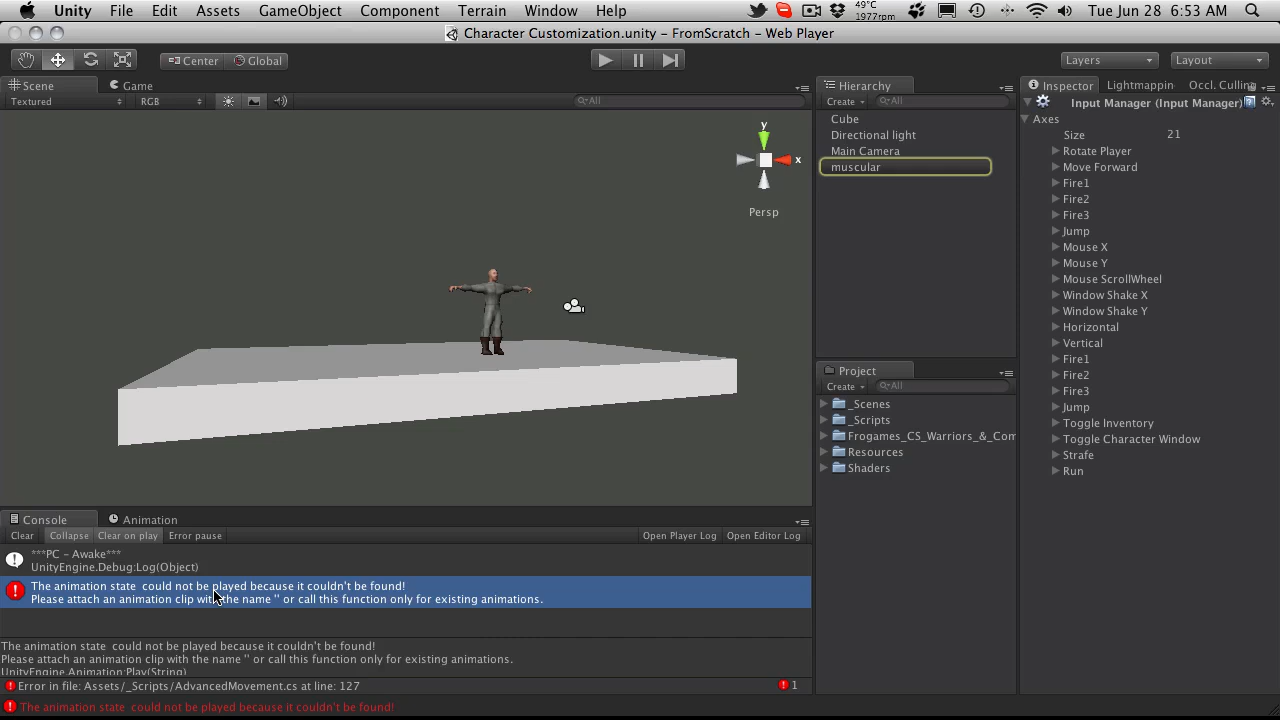 Unity File Edit Assets GameObject Component Terrain Window Help 49°C 1977rpm Tue Jun 28 6:53 AM
Character Customization.unity – FromScratch – Web Player
Center Global Layers Layout
Scene Game
Textured RGB All
y
x
Persp
Hierarchy
Create All
Cube
Directional light
Main Camera
muscular
Project
Create All
_Scenes
_Scripts
Frogames_CS_Warriors_&_Com
Resources
Shaders
Inspector Lightmappin Occl. Culling
Input Manager (Input Manager)
Axes
Size 21
Rotate Player
Move Forward
Fire1
Fire2
Fire3
Jump
Mouse X
Mouse Y
Mouse ScrollWheel
Window Shake X
Window Shake Y
Horizontal
Vertical
Fire1
Fire2
Fire3
Jump
Toggle Inventory
Toggle Character Window
Strafe
Run
Console Animation
Clear Collapse Clear on play Error pause Open Player Log Open Editor Log
***PC – Awake***
UnityEngine.Debug:Log(Object)
The animation state  could not be played because it couldn't be found!
Please attach an animation clip with the name '' or call this function only for existing animations.
The animation state  could not be played because it couldn't be found!
Please attach an animation clip with the name '' or call this function only for existing animations.
UnityEngine.Animation:Play(String)
Error in file: Assets/_Scripts/AdvancedMovement.cs at line: 127 1
The animation state  could not be played because it couldn't be found!